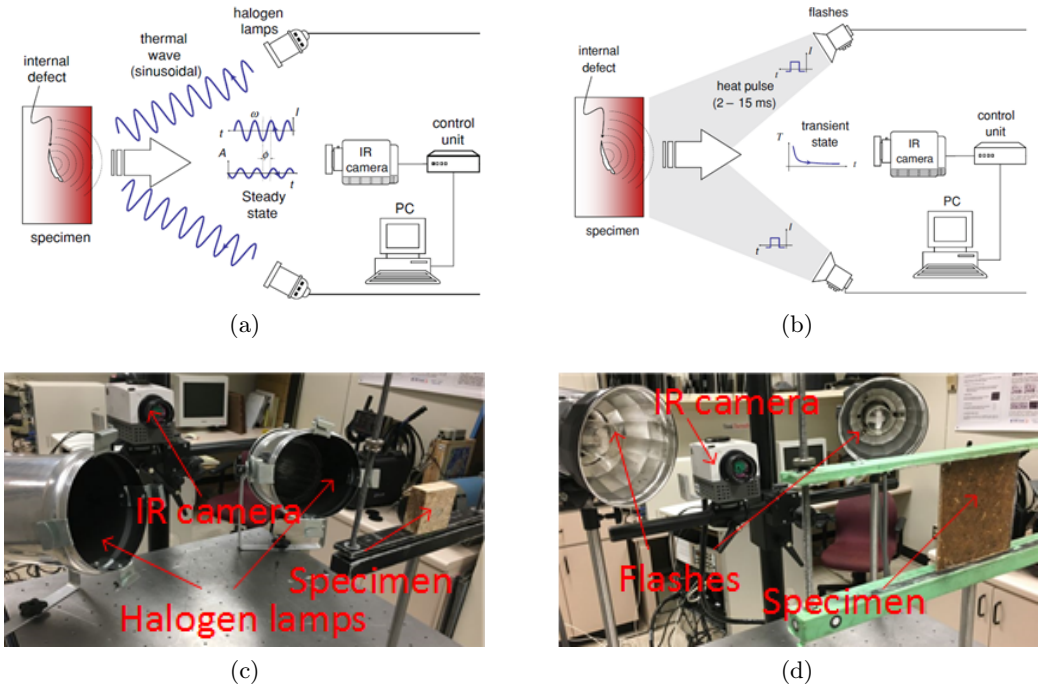 halogen
lamps
thermal
wave
(sinusoidal)
internal
defect
ω
I
t
ϕ
A
t
Steady
state
IR
camera
control
unit
PC
specimen
(a)
flashes
internal
defect
I
t
heat pulse
(2 – 15 ms)
T
transient
state
t
IR
camera
control
unit
PC
I
t
specimen
(b)
IR camera
Specimen
Halogen lamps
(c)
IR camera
Flashes
Specimen
(d)